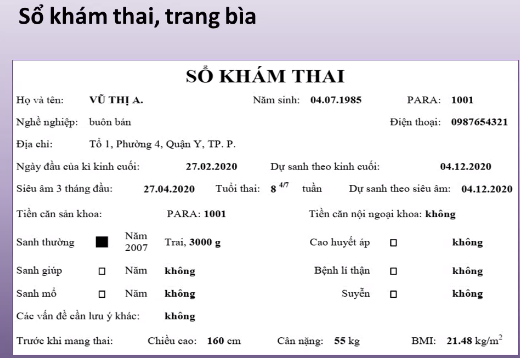 Sổ khám thai, trang bìa
SỔ KHÁM THAI
Họ và tên: VŨ THỊ A. Năm sinh: 04.07.1985 PARA: 1001
Nghề nghiệp: buôn bán Điện thoại: 0987654321
Địa chỉ: Tổ 1, Phường 4, Quận Y, TP. P.
Ngày đầu của kì kinh cuối: 27.02.2020 Dự sanh theo kinh cuối: 04.12.2020
Siêu âm 3 tháng đầu: 27.04.2020 Tuổi thai: 8 4/7 tuần Dự sanh theo siêu âm: 04.12.2020
Tiền căn sản khoa: PARA: 1001 Tiền căn nội ngoại khoa: không
Sanh thường ■ Năm 2007 Trai, 3000 g Cao huyết áp □ không
Sanh giúp □ Năm không Bệnh lí thận □ không
Sanh mổ □ Năm không Suyễn □ không
Các vấn đề cần lưu ý khác: không
Trước khi mang thai: Chiều cao: 160 cm Cân nặng: 55 kg BMI: 21.48 kg/m²